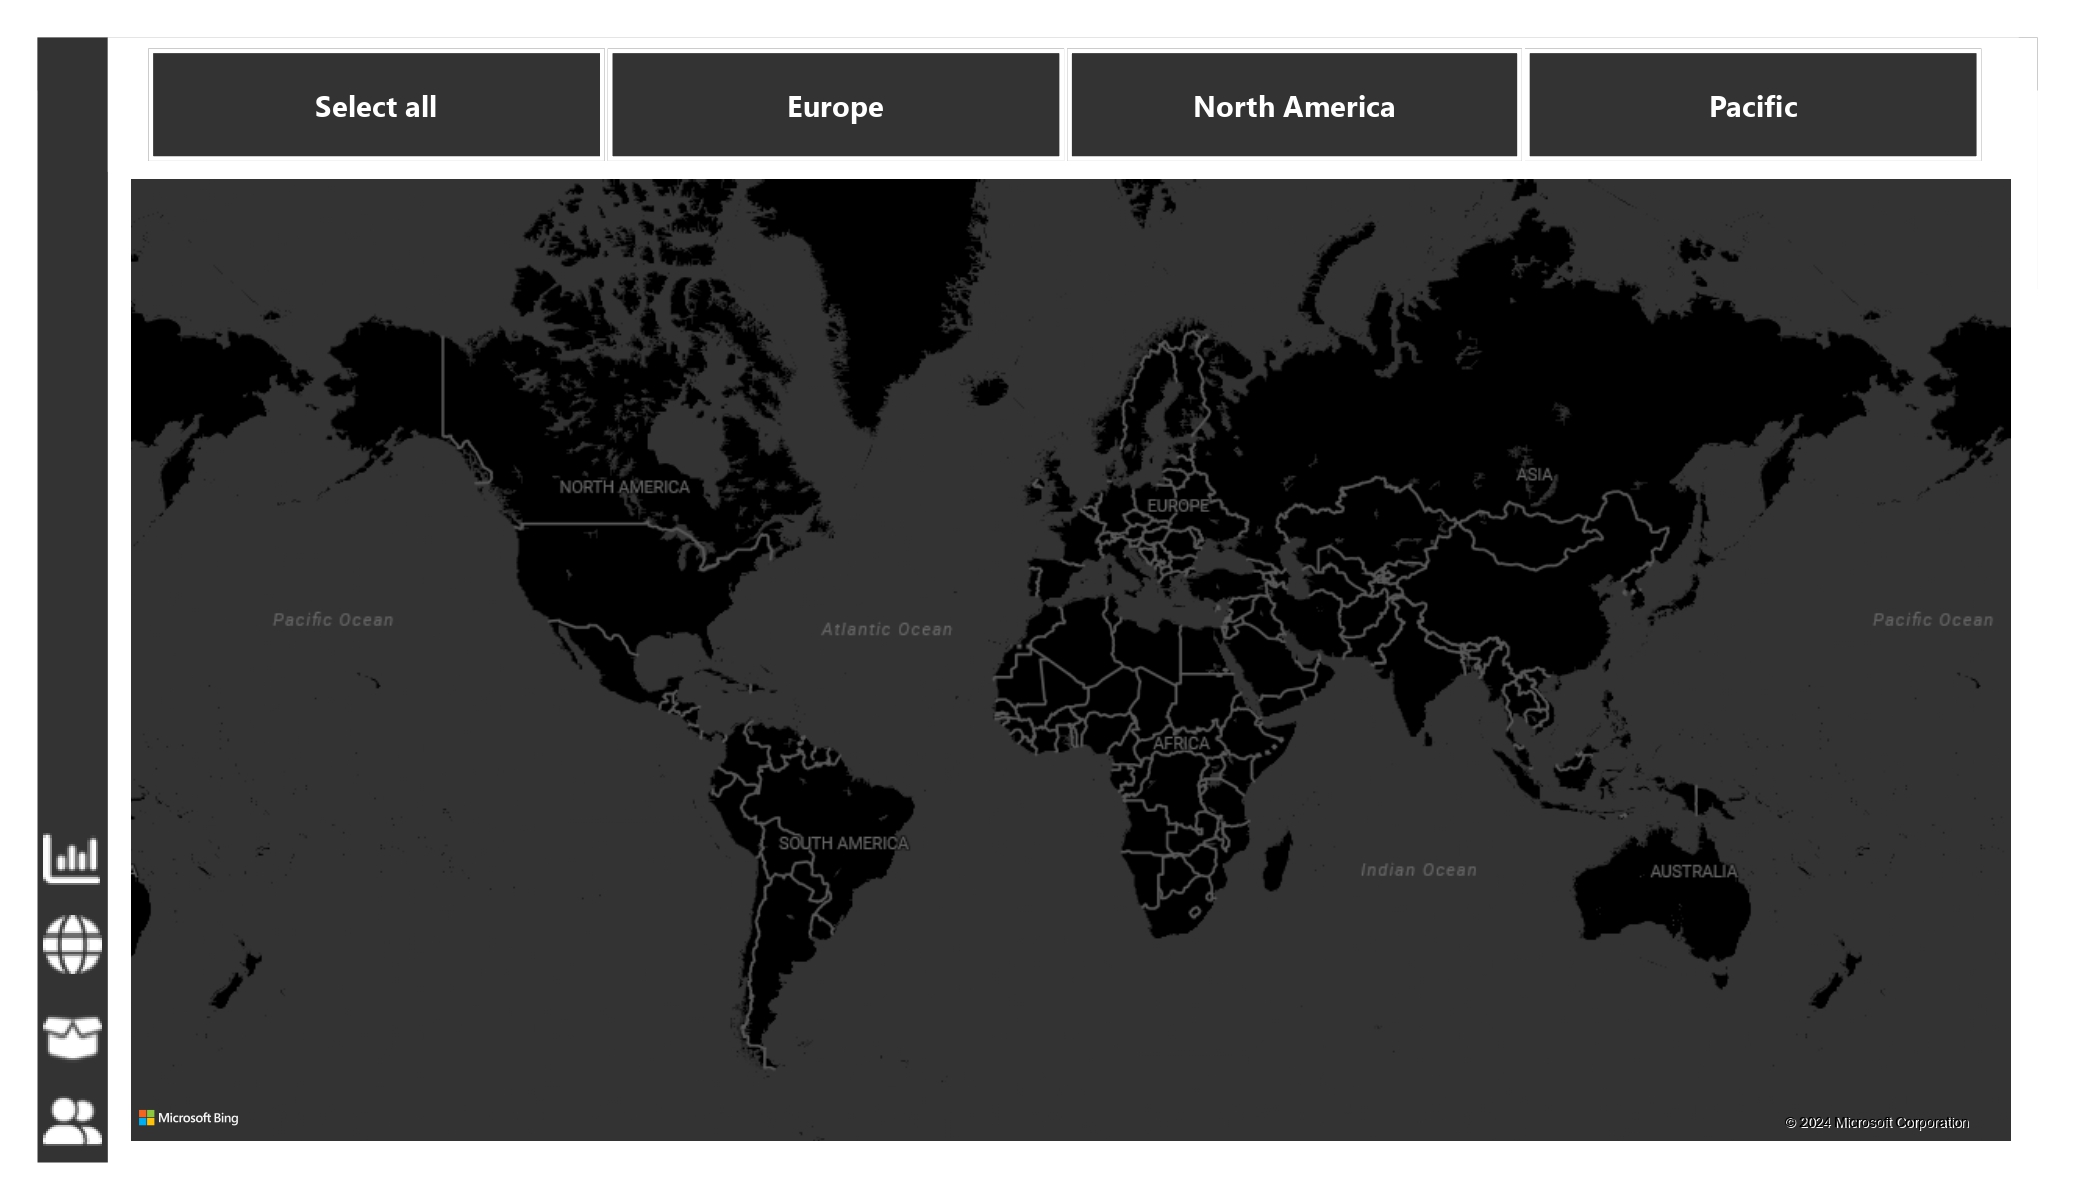 Select all
Europe
North America
Pacific
NORTH AMERICA
ASIA
EUROPE
Pacific Ocean
Atlantic Ocean
Pacific Ocean
AFRICA
SOUTH AMERICA
Indian Ocean
AUSTRALIA
A
Microsoft Bing
© 2024 Microsoft Corporation